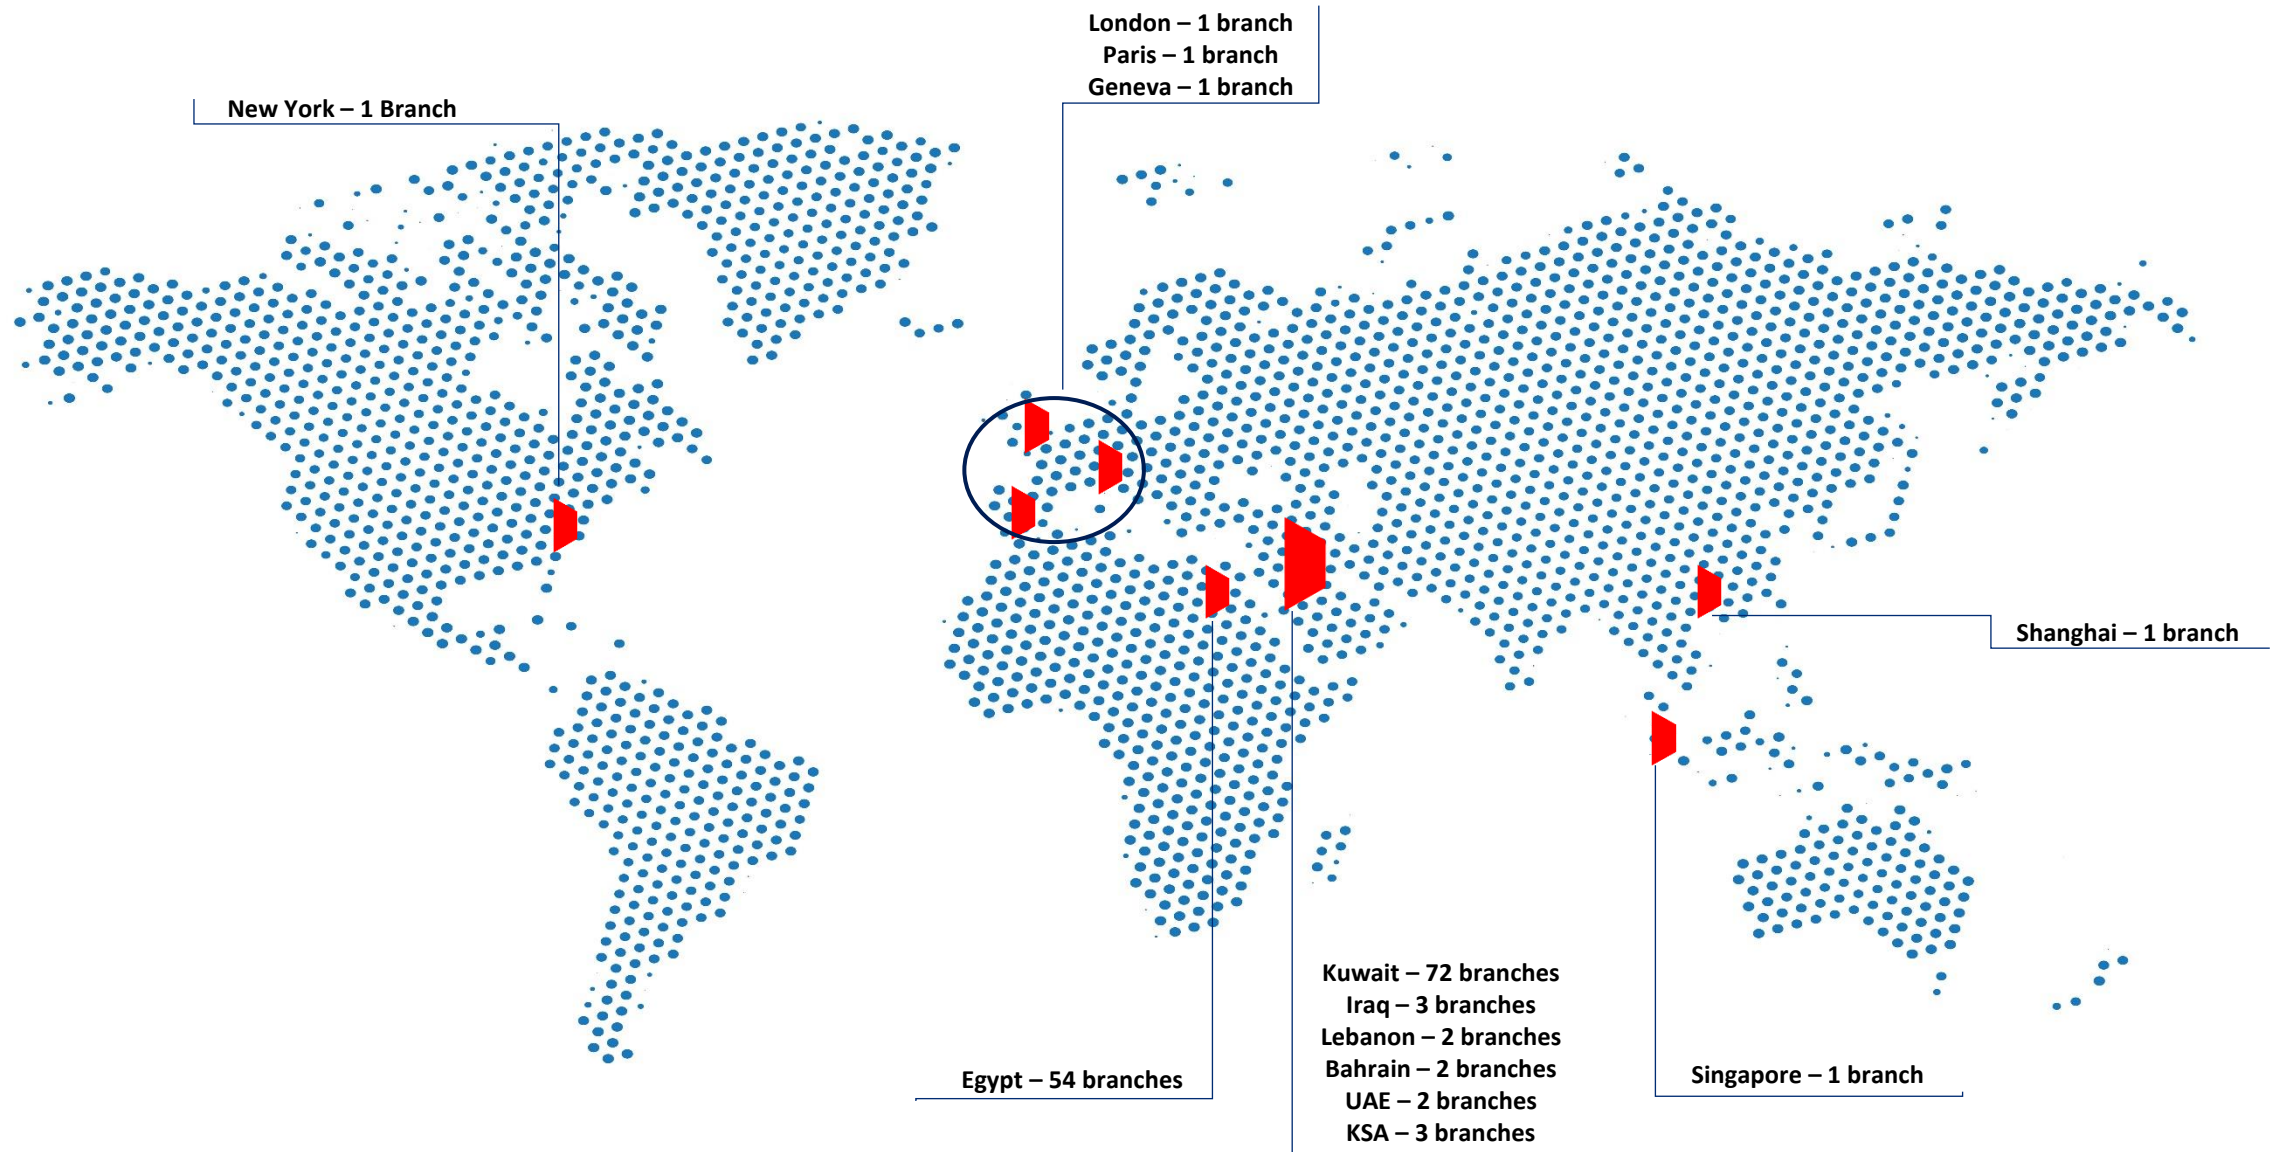 London – 1 branch
Paris – 1 branch
Geneva – 1 branch
New York – 1 Branch
Shanghai – 1 branch
Kuwait – 72 branches
Iraq – 3 branches
Lebanon – 2 branches
Bahrain – 2 branches
UAE – 2 branches
KSA – 3 branches
Egypt – 54 branches
Singapore – 1 branch